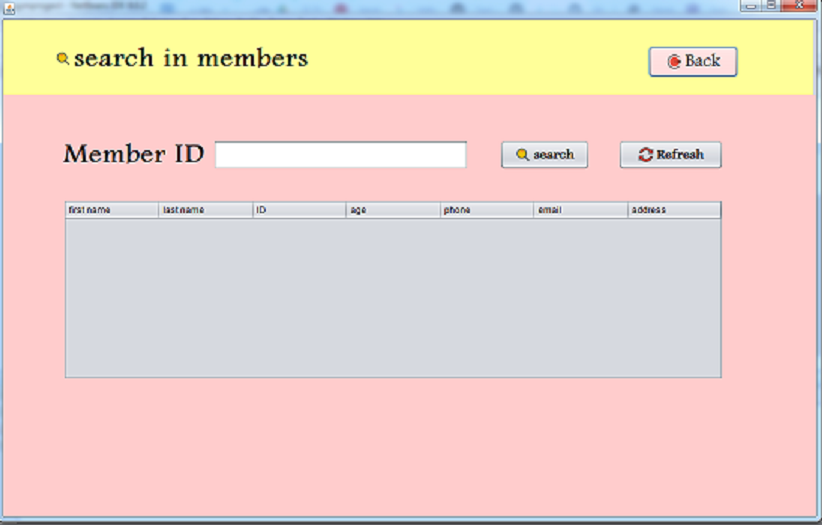 search in members
Back
Member ID
search
Refresh
first name
last name
ID
age
phone
email
address